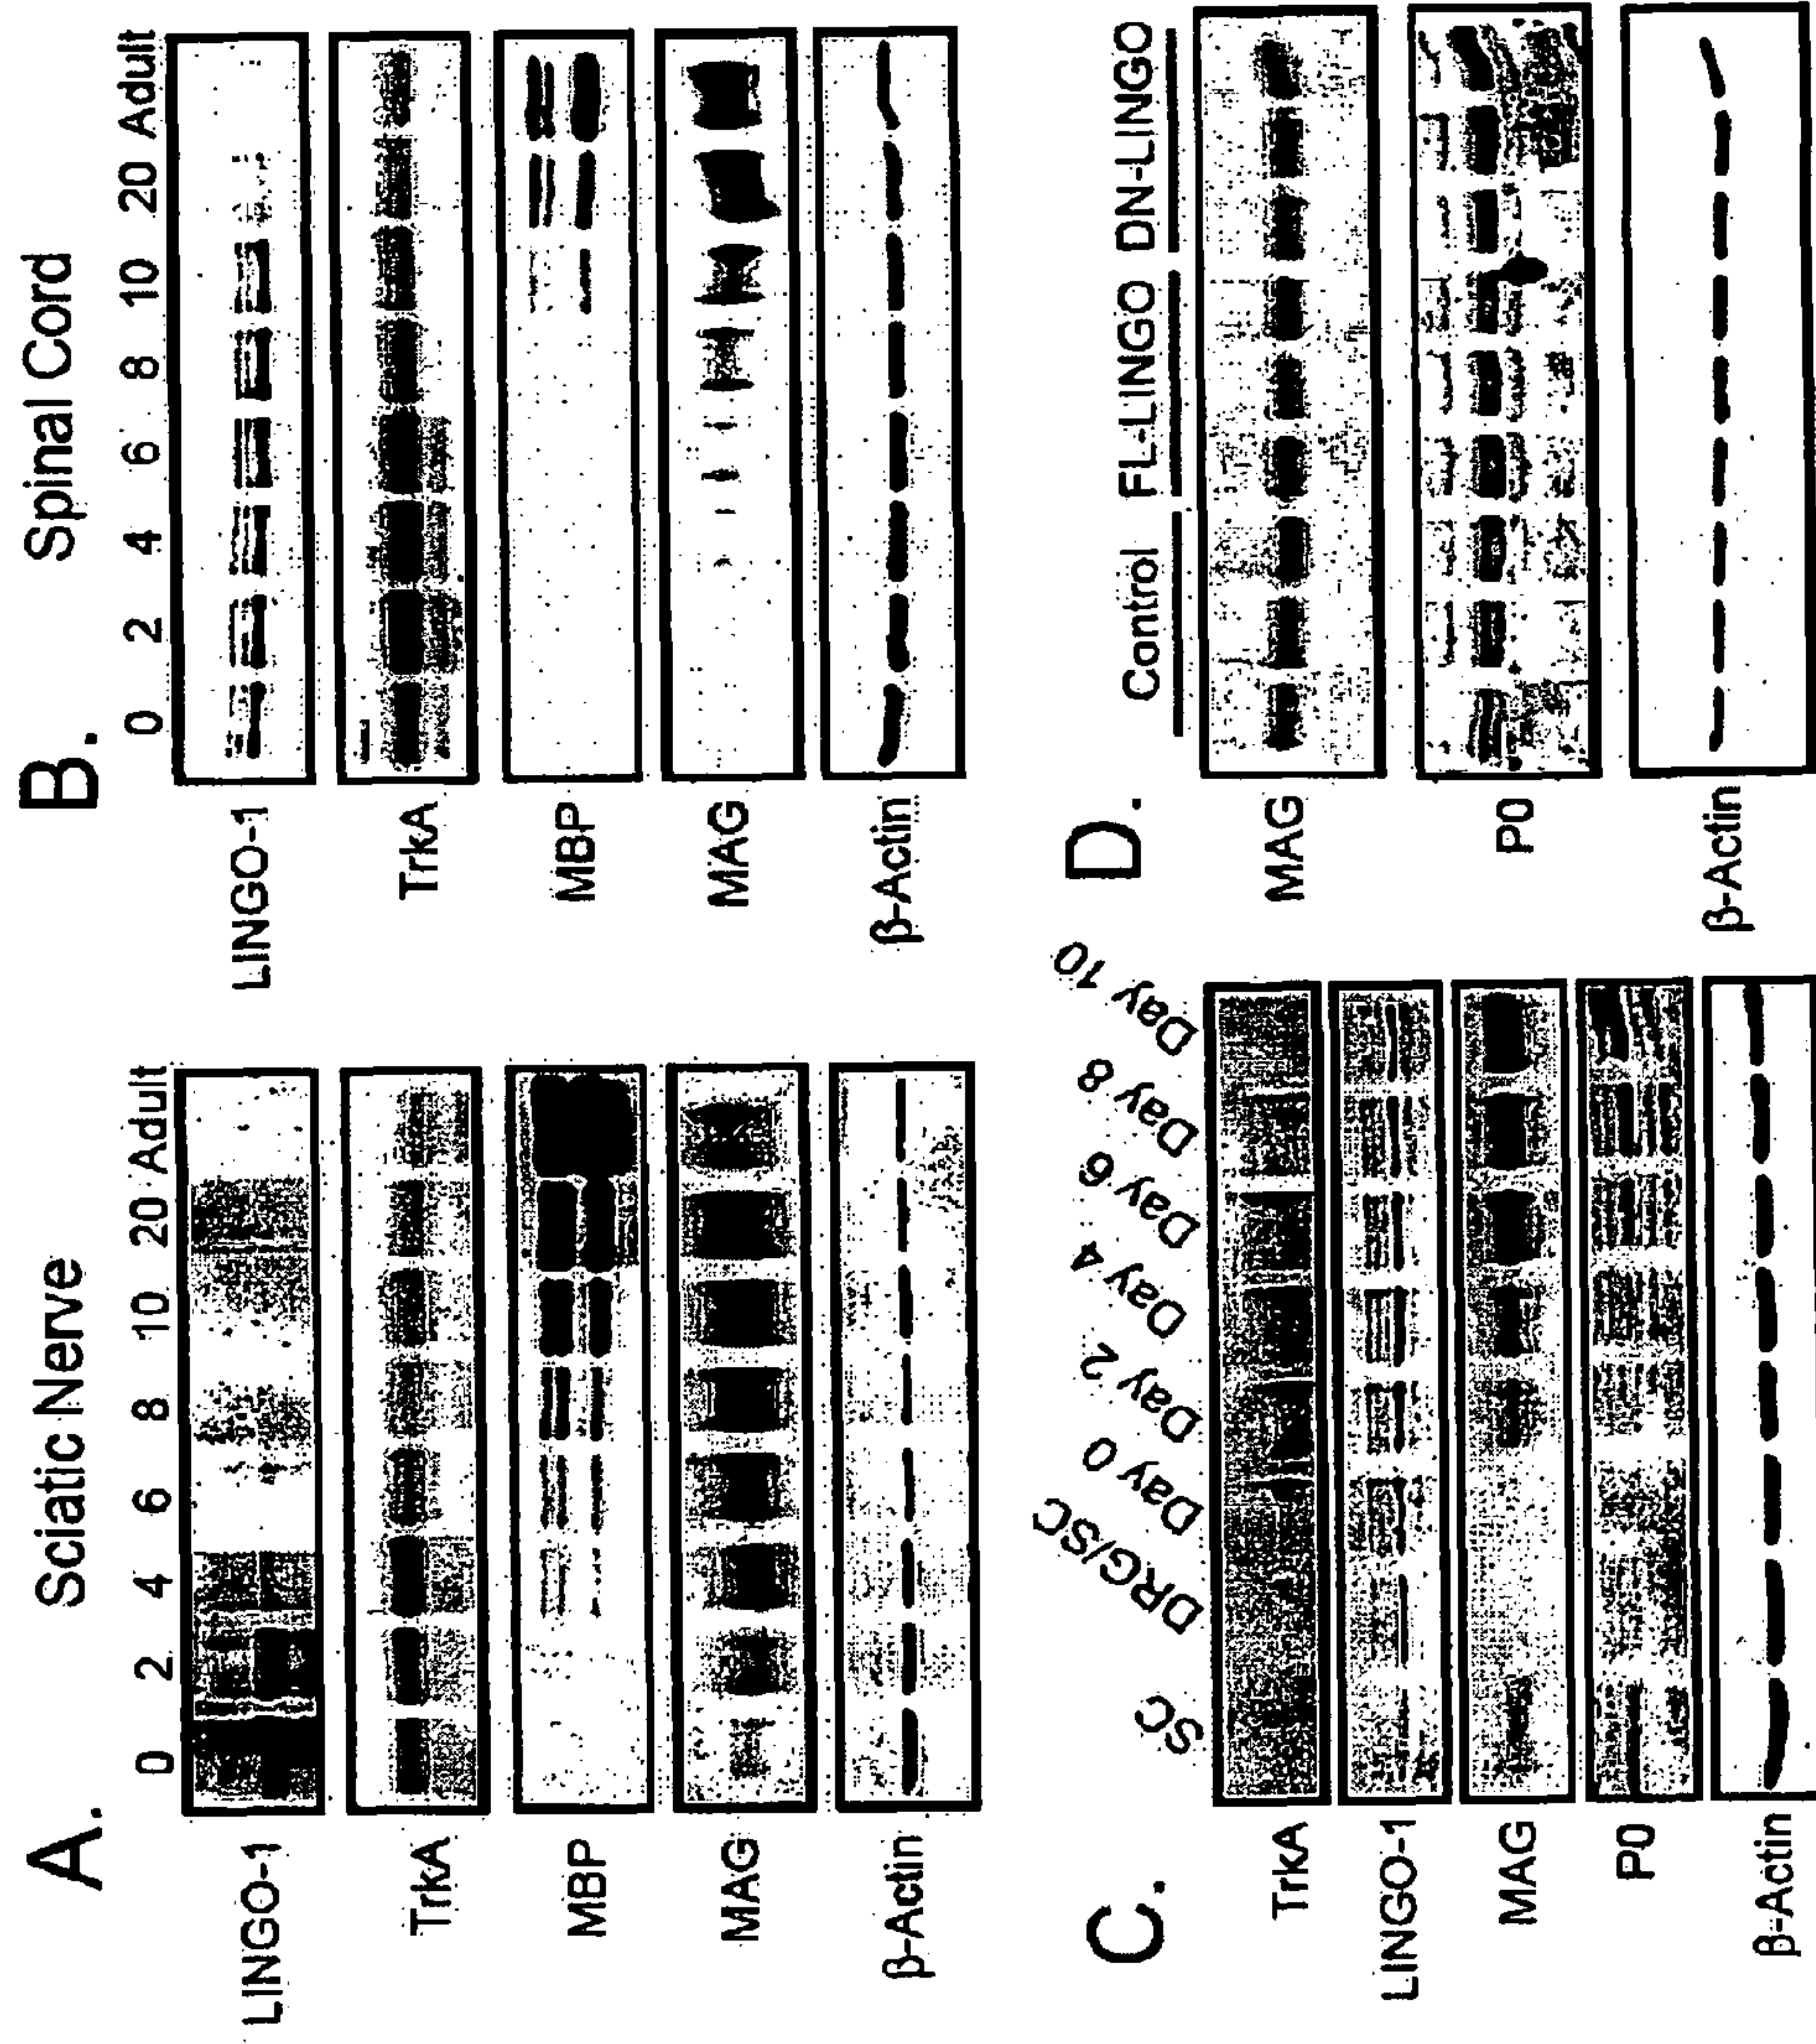 A.
Sciatic Nerve
0 2 4 6 8 10 20 Adult
LINGO-1
TrkA
MBP
MAG
β-Actin
B.
Spinal Cord
0 2 4 6 8 10 20 Adult
LINGO-1
TrkA
MBP
MAG
β-Actin
C.
SC DRG/SC Day 0 Day 2 Day 4 Day 6 Day 8 Day 10
TrkA
LINGO-1
MAG
P0
β-Actin
D.
Control FL-LINGO DN-LINGO
MAG
P0
β-Actin